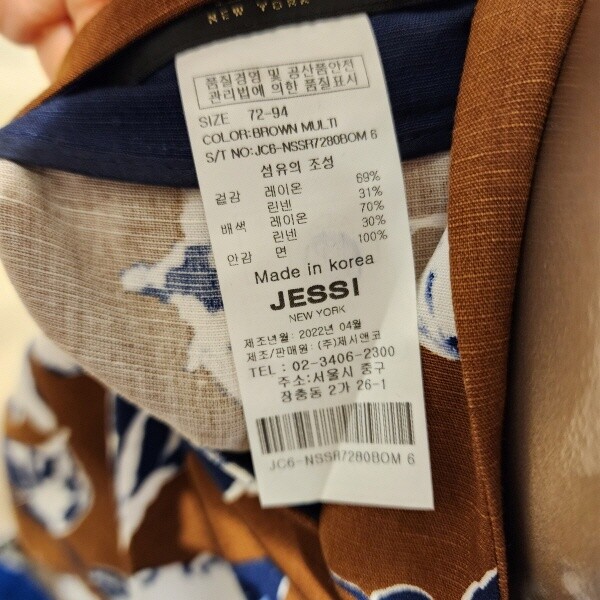 NEW YORK
품질경영 및 공산품안전
관리법에 의한 품질표시
SIZE 72-94
COLOR:BROWN MULTI
S/T NO:JC6-NSSR7280BOM 6
섬유의 조성
겉감 레이온 69%
린넨 31%
배색 레이온 70%
린넨 30%
안감 면 100%
Made in korea
JESSI
NEW YORK
제조년월 : 2022년 04월
제조/판매원 : (주)제시앤코
TEL : 02-3406-2300
주소:서울시 중구
장충동 2가 26-1
JC6-NSSR7280BOM 6